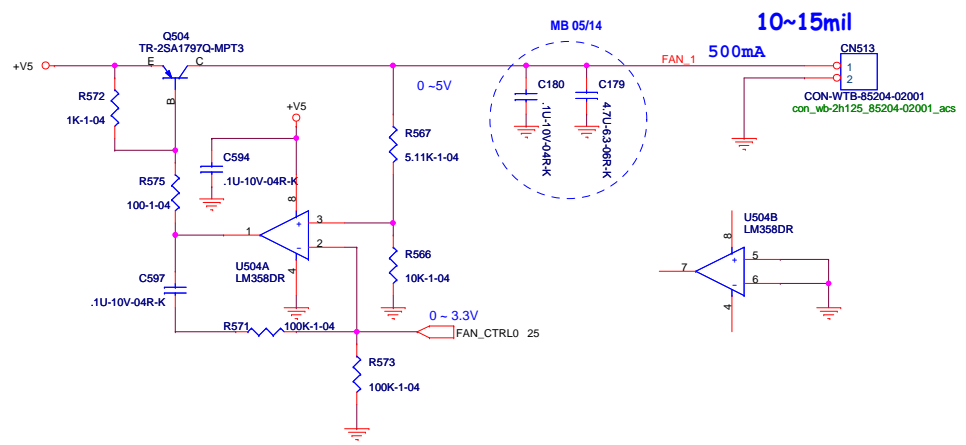 10~15mil
MB 05/14
Q504
TR-2SA1797Q-MPT3
+V5
E
C
B
FAN_1
500mA
CN513
1
2
CON-WTB-85204-02001
con_wb-2h125_85204-02001_acs
R572
1K-1-04
+V5
0 ~5V
C180
.1U-10V-04R-K
C179
4.7U-6.3-06R-K
R567
5.11K-1-04
C594
.1U-10V-04R-K
R575
100-1-04
8
3
+
1
2
-
4
U504A
LM358DR
R566
10K-1-04
U504B
LM358DR
8
5
+
7
6
-
4
C597
.1U-10V-04R-K
R571
100K-1-04
0 ~ 3.3V
FAN_CTRL0 25
R573
100K-1-04